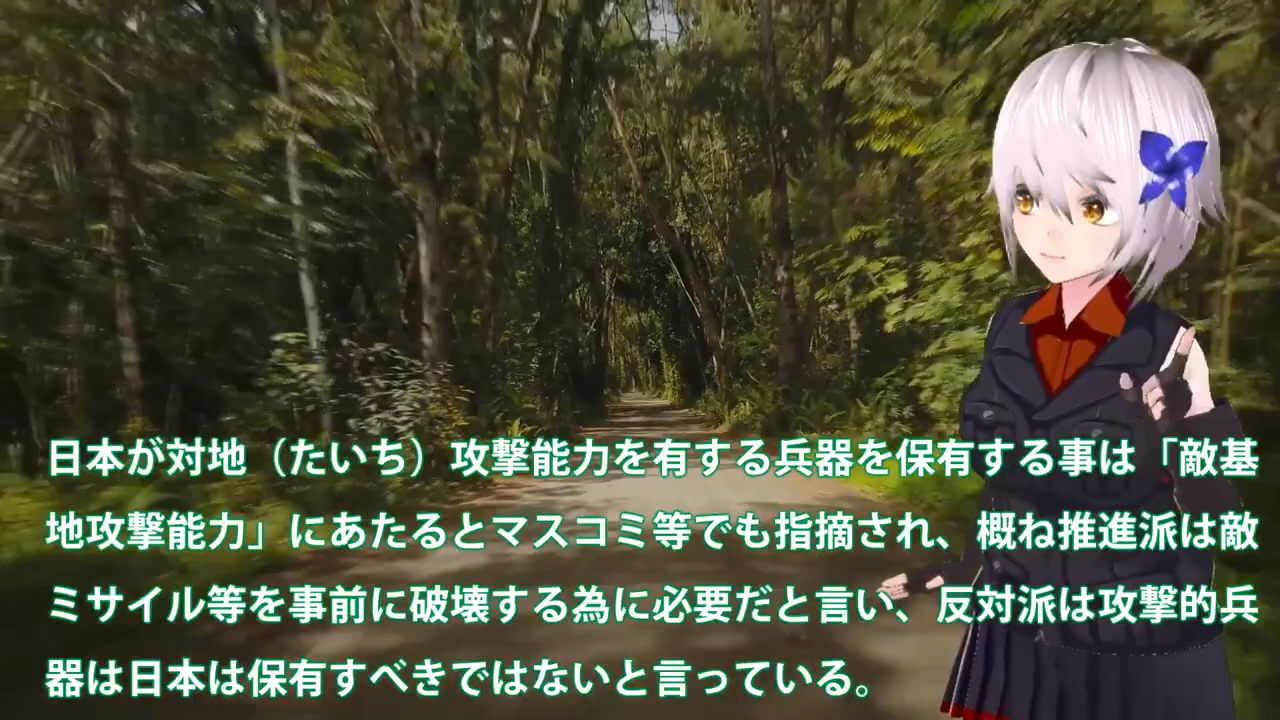 日本が対地（たいち）攻撃能力を有する兵器を保有する事は「敵基
地攻撃能力」にあたるとマスコミ等でも指摘され、概ね推進派は敵
ミサイル等を事前に破壊する為に必要だと言い、反対派は攻撃的兵
器は日本は保有すべきではないと言っている。